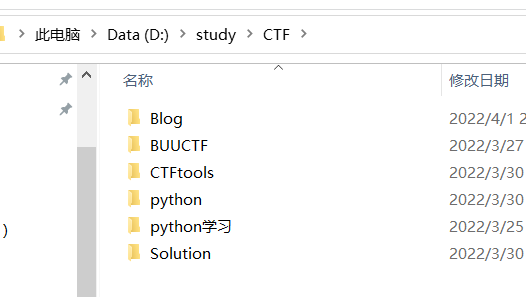 此电脑 > Data (D:) > study > CTF >
名称 修改日期
Blog 2022/4/1 2
BUUCTF 2022/3/27
CTFtools 2022/3/30
python 2022/3/30
python学习 2022/3/25
)
Solution 2022/3/30